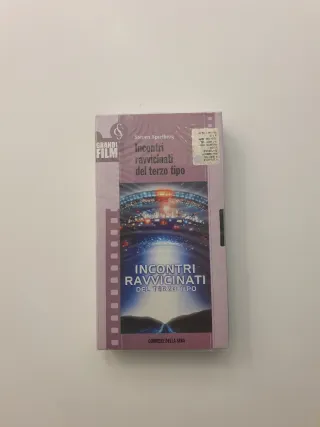 GRANDI
FILM
Steven Spielberg
Incontri
ravvicinati
del terzo tipo
INCONTRI
RAVVICINATI
DEL TERZO TIPO
CORRIERE DELLA SERA